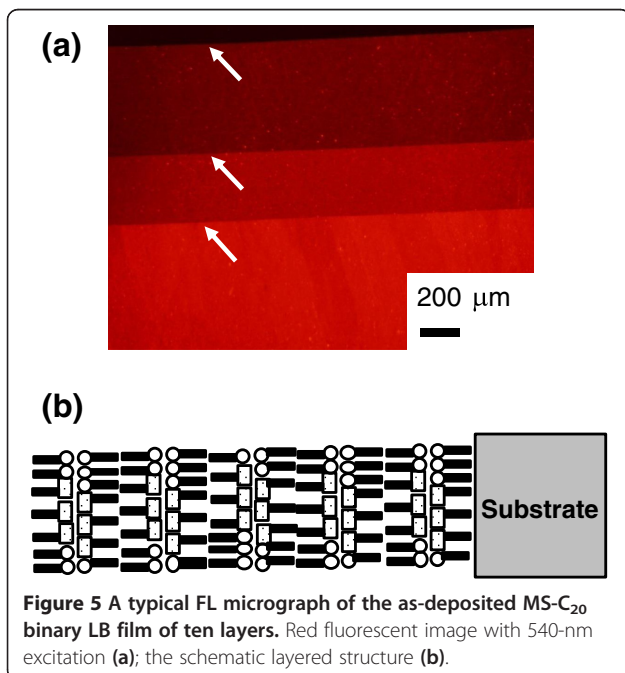 (a)
200 μm
(b)
Substrate
Figure 5 A typical FL micrograph of the as-deposited MS-C₂₀
binary LB film of ten layers. Red fluorescent image with 540-nm
excitation (a); the schematic layered structure (b).